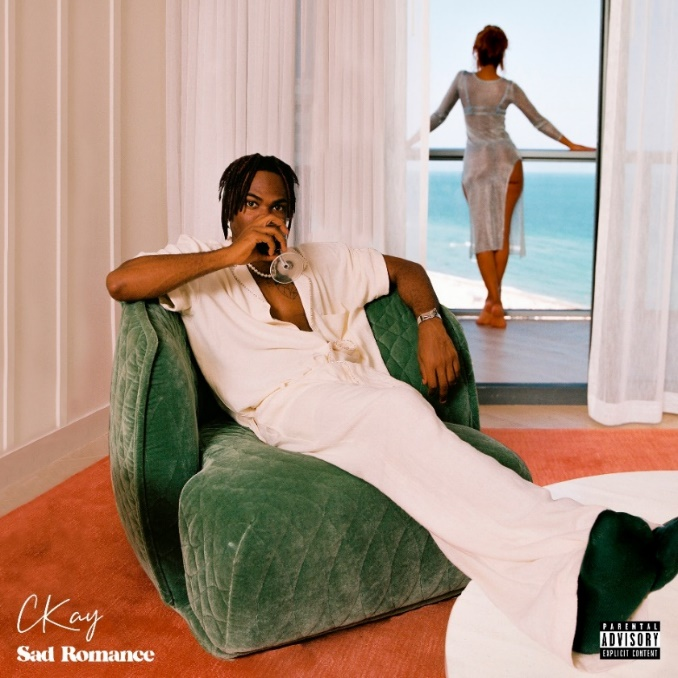 CKay
Sad Romance
PARENTAL
ADVISORY
EXPLICIT CONTENT